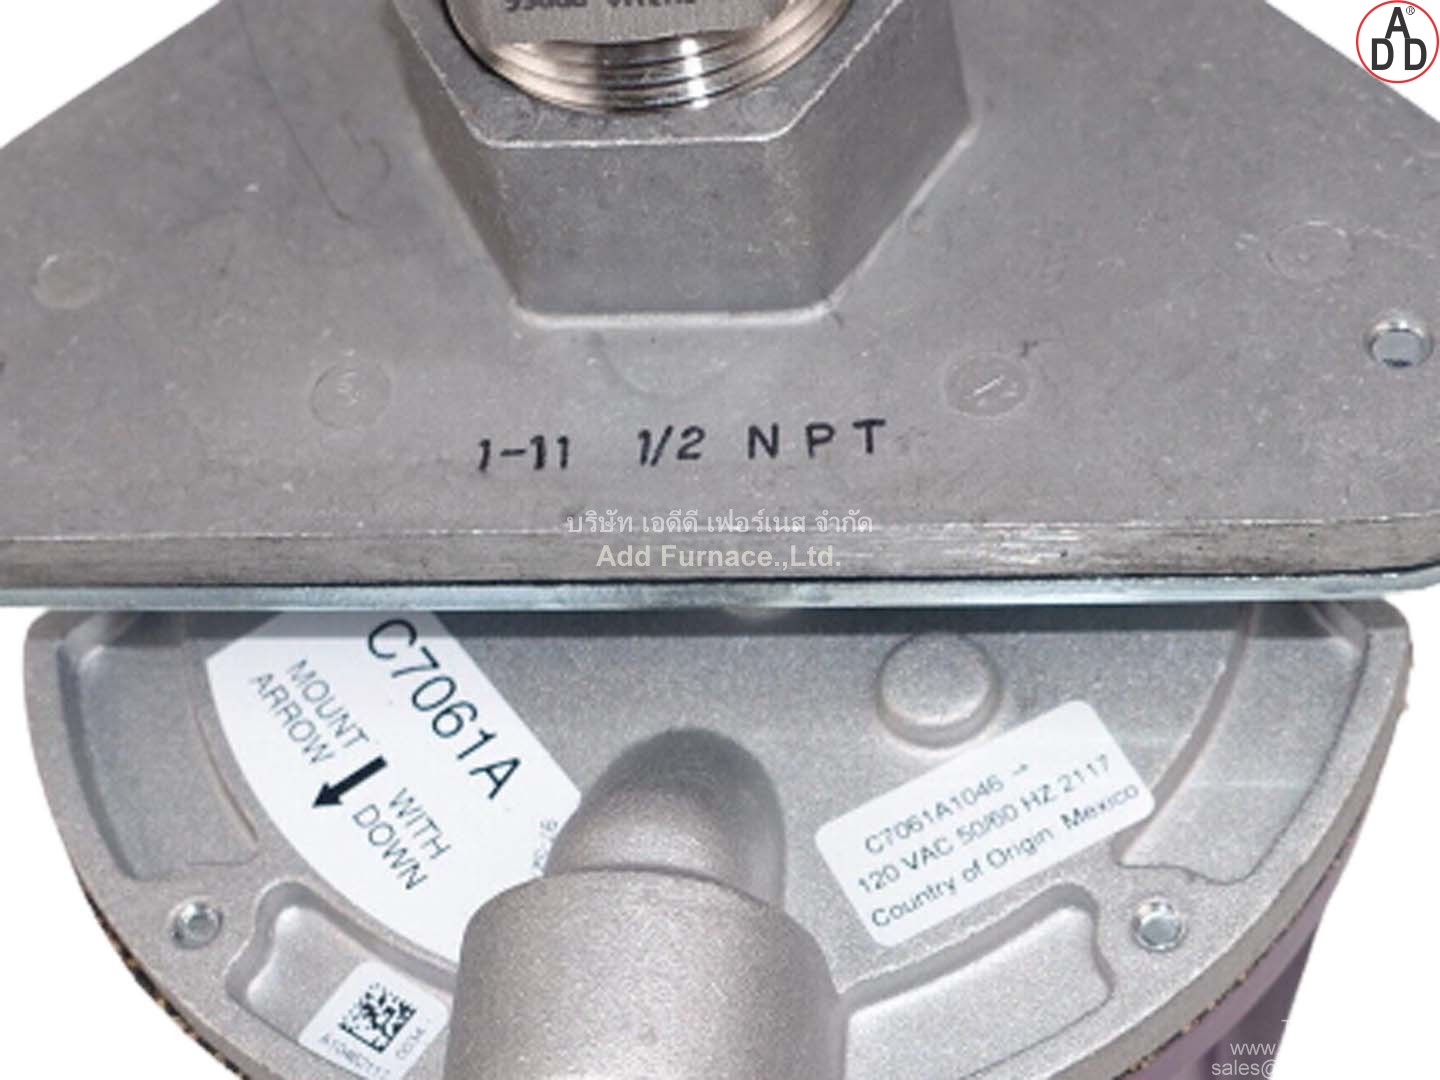 A
DD
1-11 1/2 NPT
บริษัท เอดีดี เฟอร์เนส จำกัด
Add Furnace.,Ltd.
C7061A
MOUNT
ARROW
WITH
DOWN
C7061A1046
120 VAC 50/60 HZ 2117
Country of Origin Mexico
www.
sales@